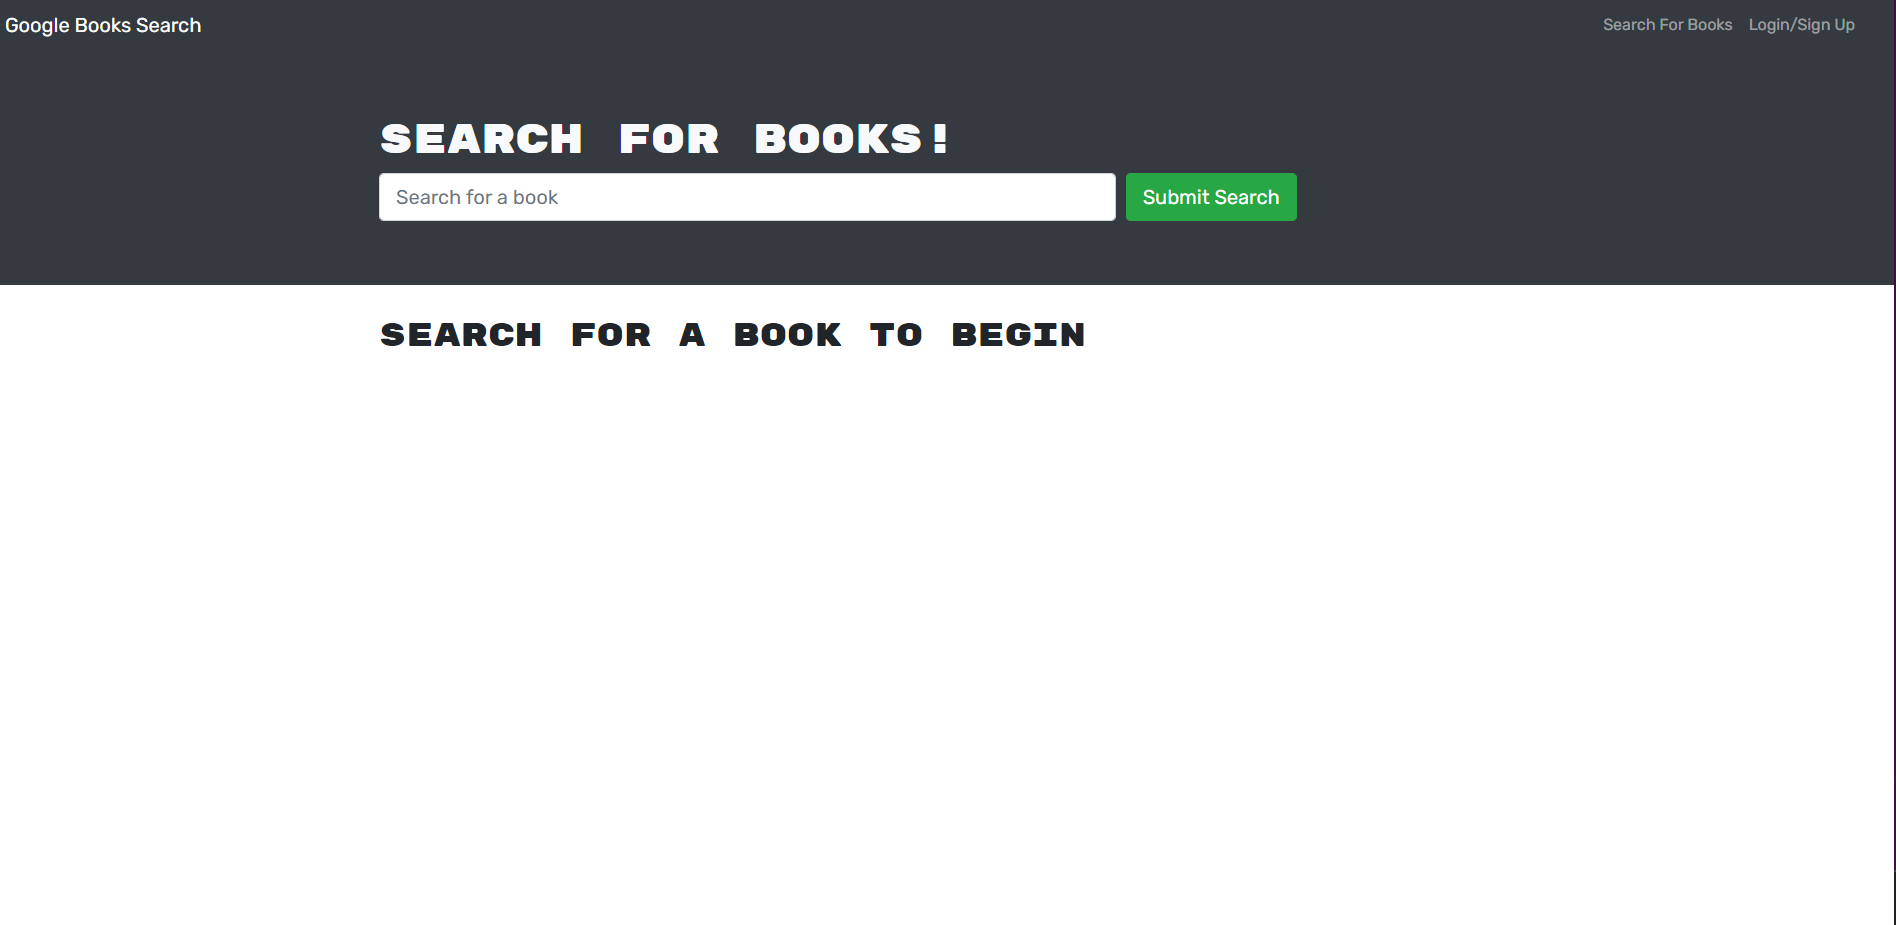 Google Books Search
Search For Books
Login/Sign Up
SEARCH FOR BOOKS!
Search for a book
Submit Search
SEARCH FOR A BOOK TO BEGIN